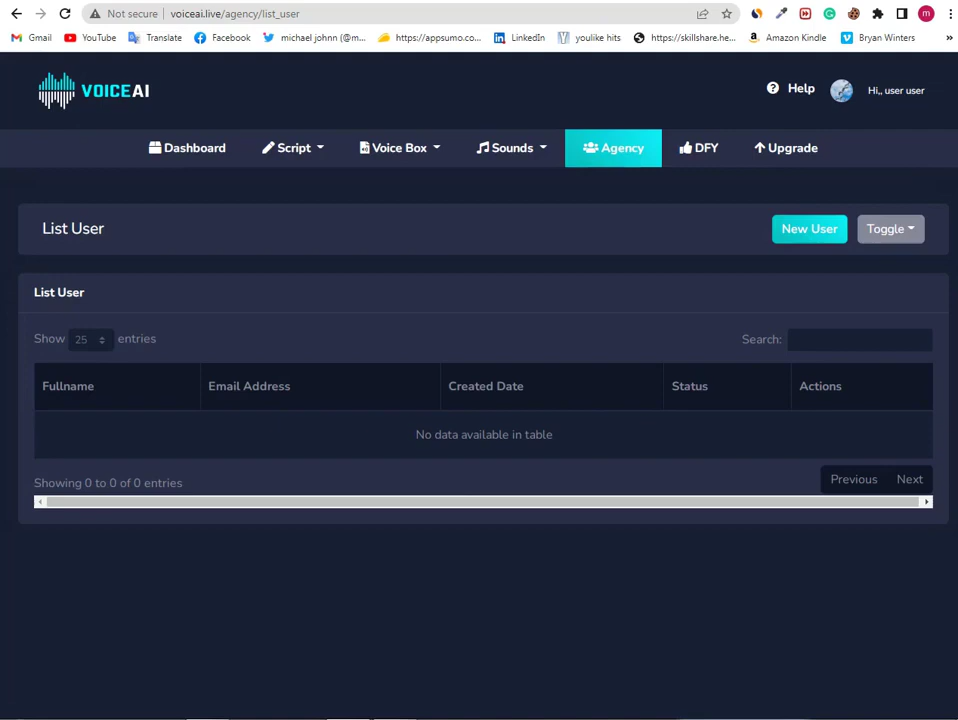 Not secure | voiceai.live/agency/list_user
m
Gmail YouTube Translate Facebook michael johnn (@m... https://appsumo.co... LinkedIn youlike hits https://skillshare.he... Amazon Kindle Bryan Winters »
VOICEAI
Help Hi,, user user
Dashboard Script Voice Box Sounds Agency DFY Upgrade
List User New User Toggle
List User
Show 25 entries Search:
Fullname Email Address Created Date Status Actions
No data available in table
Showing 0 to 0 of 0 entries Previous Next